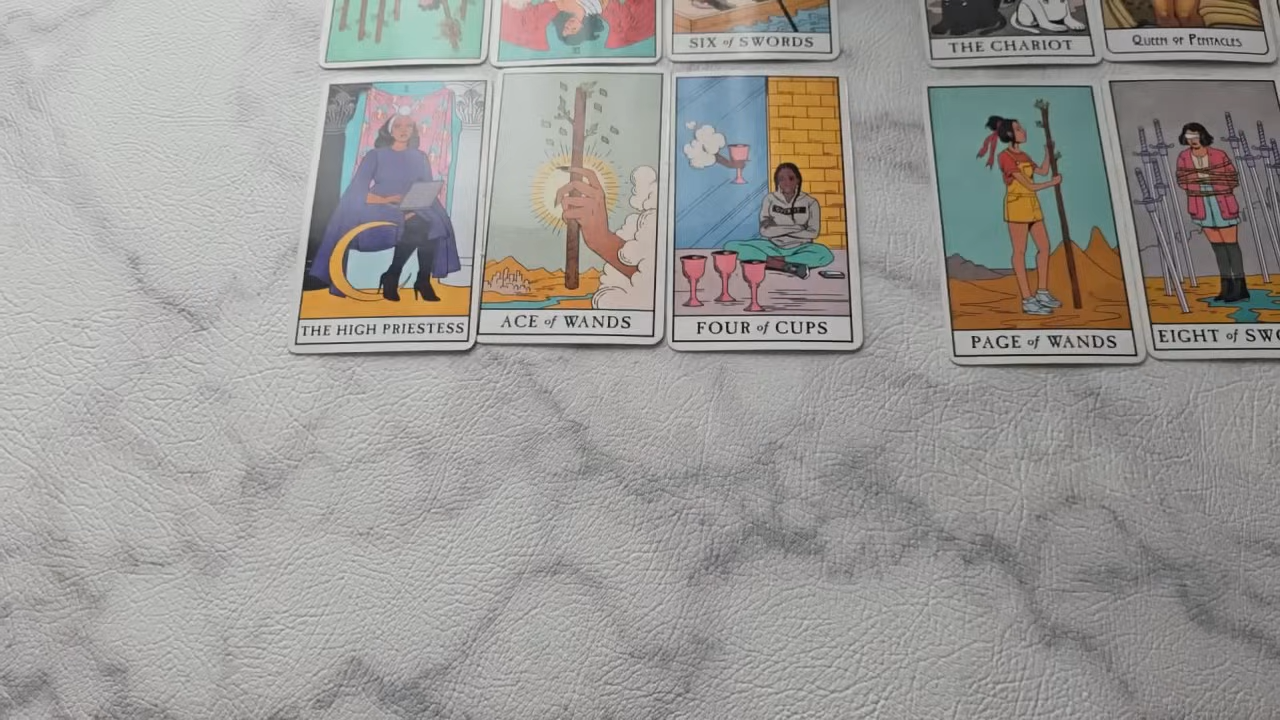 SIX of SWORDS
THE CHARIOT
QUEEN OF PENTACLES
THE HIGH PRIESTESS
ACE of WANDS
FOUR of CUPS
PAGE of WANDS
EIGHT of SWO